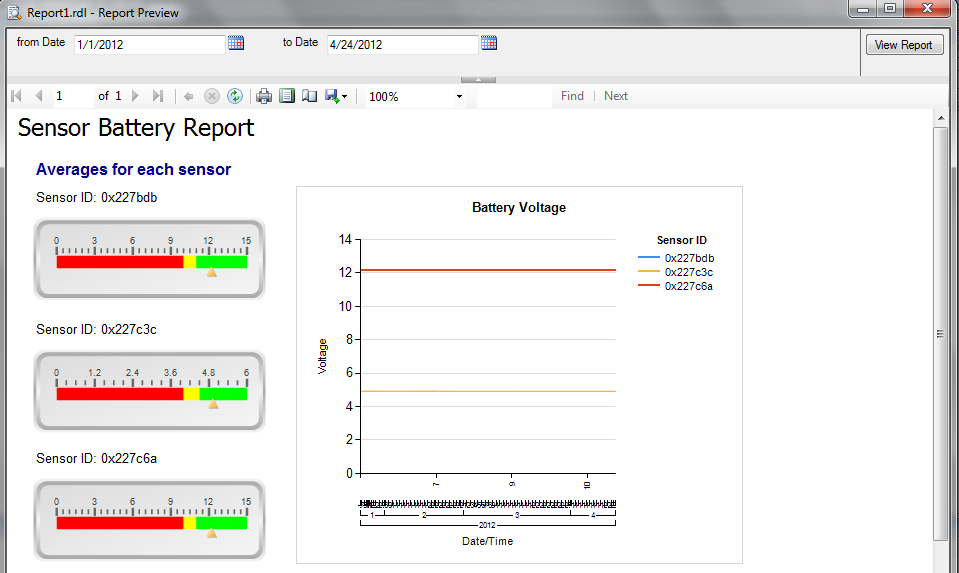 Report1.rdl - Report Preview
from Date 1/1/2012 to Date 4/24/2012 View Report
1 of 1 100% Find | Next
Sensor Battery Report
Averages for each sensor
Sensor ID: 0x227bdb
0 3 6 9 12 15
Sensor ID: 0x227c3c
0 1.2 2.4 3.6 4.8 6
Sensor ID: 0x227c6a
0 3 6 9 12 15
Battery Voltage
Sensor ID
0x227bdb
0x227c3c
0x227c6a
Voltage
14
12
10
8
6
4
2
0
7 9 10
1 2 3 4
2012
Date/Time